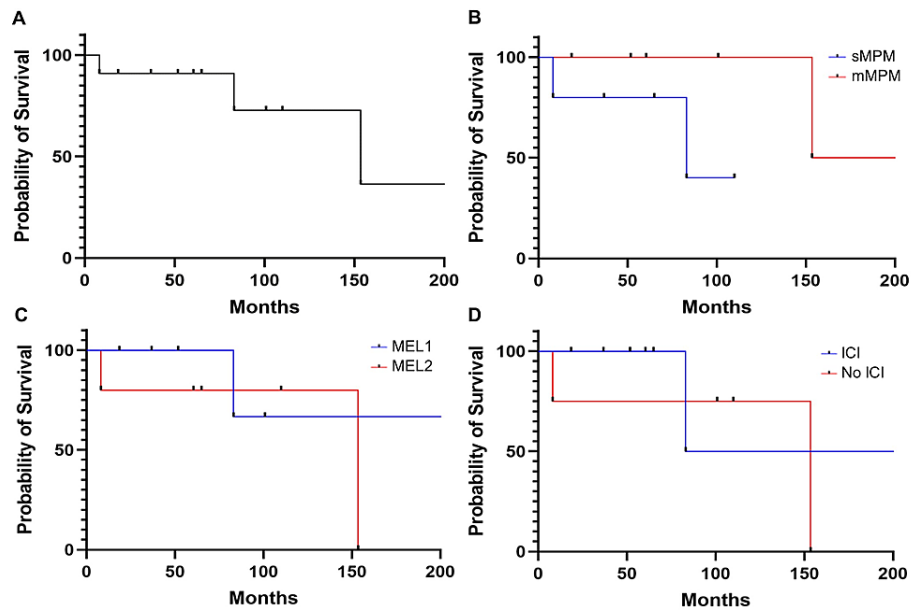 A
Probability of Survival
100
50
0
0 50 100 150 200
Months
B
Probability of Survival
100
50
0
sMPM
mMPM
0 50 100 150 200
Months
C
Probability of Survival
100
50
0
MEL1
MEL2
0 50 100 150 200
Months
D
Probability of Survival
100
50
0
ICI
No ICI
0 50 100 150 200
Months